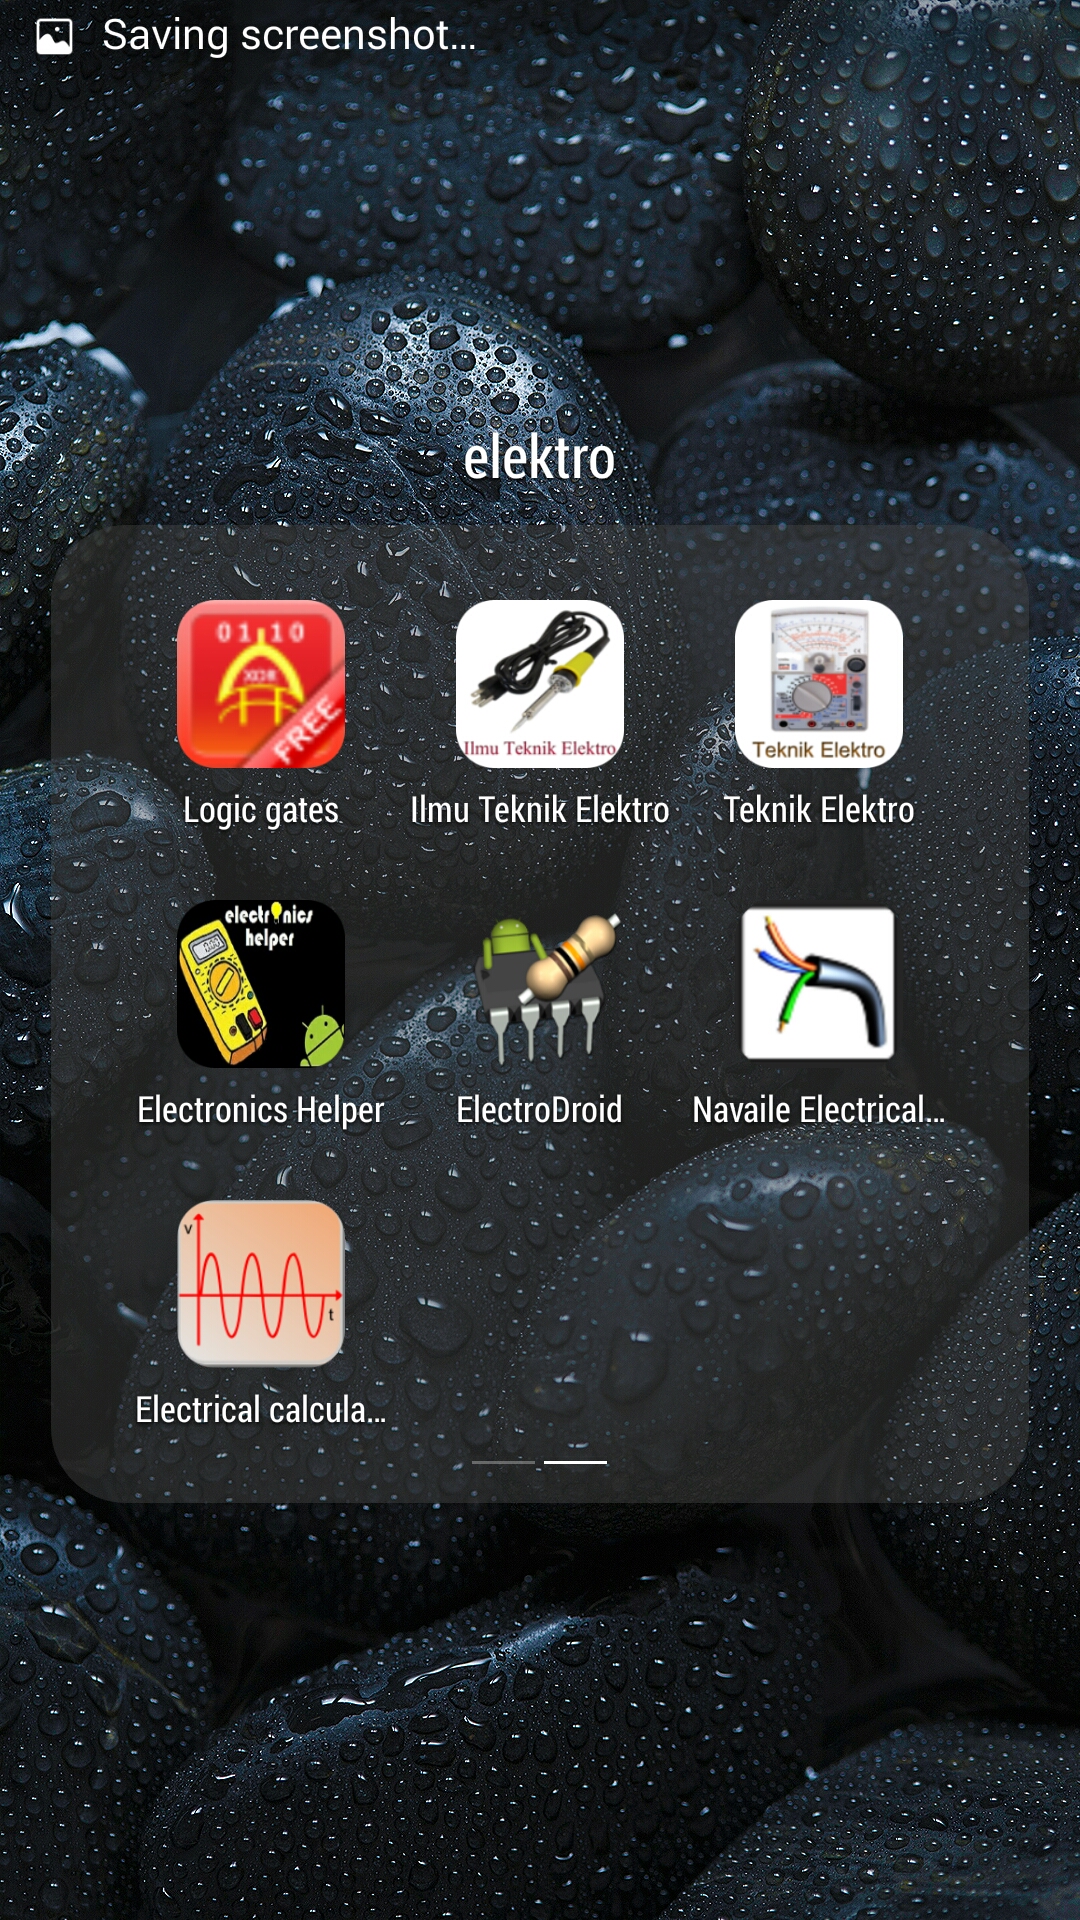 Saving screenshot...
elektro
01 10
XOR
FREE
Ilmu Teknik Elektro
Teknik Elektro
Logic gates
Ilmu Teknik Elektro
Teknik Elektro
electronics
helper
Electronics Helper
ElectroDroid
Navaile Electrical...
V
t
Electrical calcula...